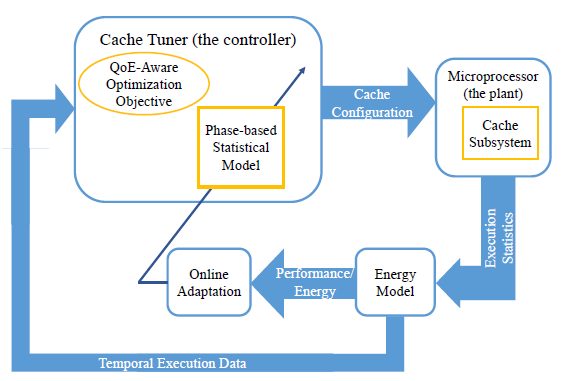 Cache Tuner (the controller)
QoE-Aware
Optimization
Objective
Phase-based
Statistical
Model
Cache
Configuration
Microprocessor
(the plant)
Cache
Subsystem
Execution
Statistics
Energy
Model
Performance/
Energy
Online
Adaptation
Temporal Execution Data